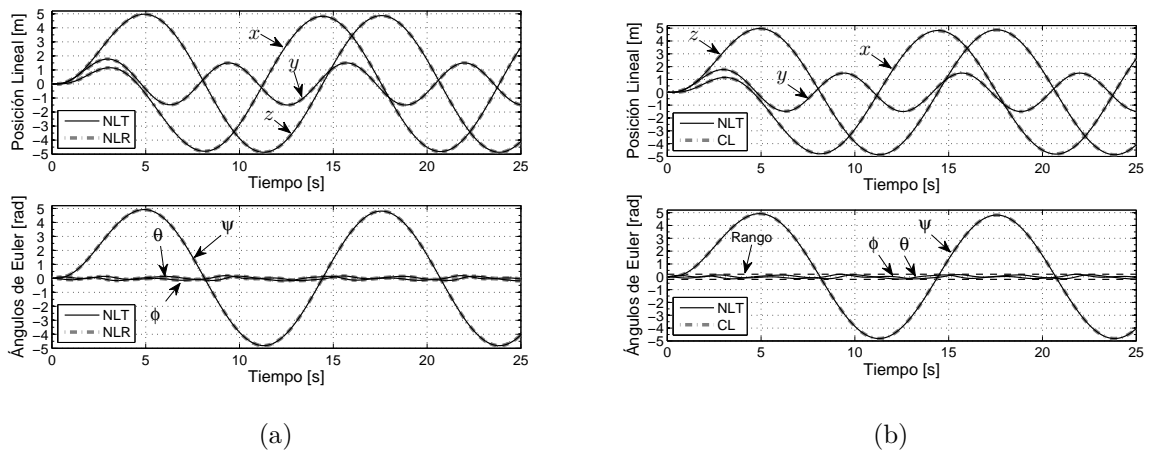 Posición Lineal [m]
5
4
3
2
1
0
−1
−2
−3
−4
−5
x
y
z
NLT
NLR
0 5 10 15 20 25
Tiempo [s]
Ángulos de Euler [rad]
5
4
3
2
1
0
−1
−2
−3
−4
−5
θ
ψ
ϕ
NLT
NLR
0 5 10 15 20 25
Tiempo [s]
(a)
Posición Lineal [m]
5
4
3
2
1
0
−1
−2
−3
−4
−5
z
x
y
NLT
CL
0 5 10 15 20 25
Tiempo [s]
Ángulos de Euler [rad]
5
4
3
2
1
0
−1
−2
−3
−4
−5
Rango
ϕ θ ψ
NLT
CL
0 5 10 15 20 25
Tiempo [s]
(b)